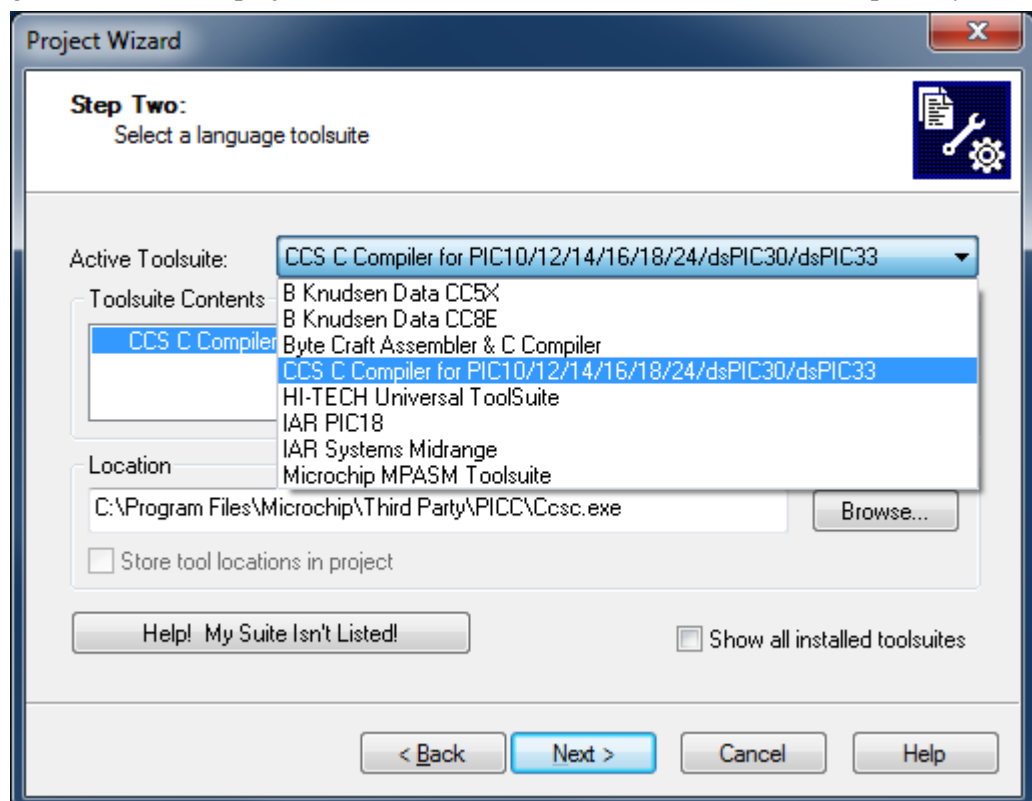 Project Wizard
Step Two:
Select a language toolsuite
Active Toolsuite: CCS C Compiler for PIC10/12/14/16/18/24/dsPIC30/dsPIC33
B Knudsen Data CC5X
Toolsuite Contents
B Knudsen Data CC8E
CCS C Compiler
Byte Craft Assembler & C Compiler
CCS C Compiler for PIC10/12/14/16/18/24/dsPIC30/dsPIC33
HI-TECH Universal ToolSuite
IAR PIC18
IAR Systems Midrange
Microchip MPASM Toolsuite
Location
C:\Program Files\Microchip\Third Party\PICC\Ccsc.exe Browse...
Store tool locations in project
Help! My Suite Isn't Listed! Show all installed toolsuites
< Back Next > Cancel Help